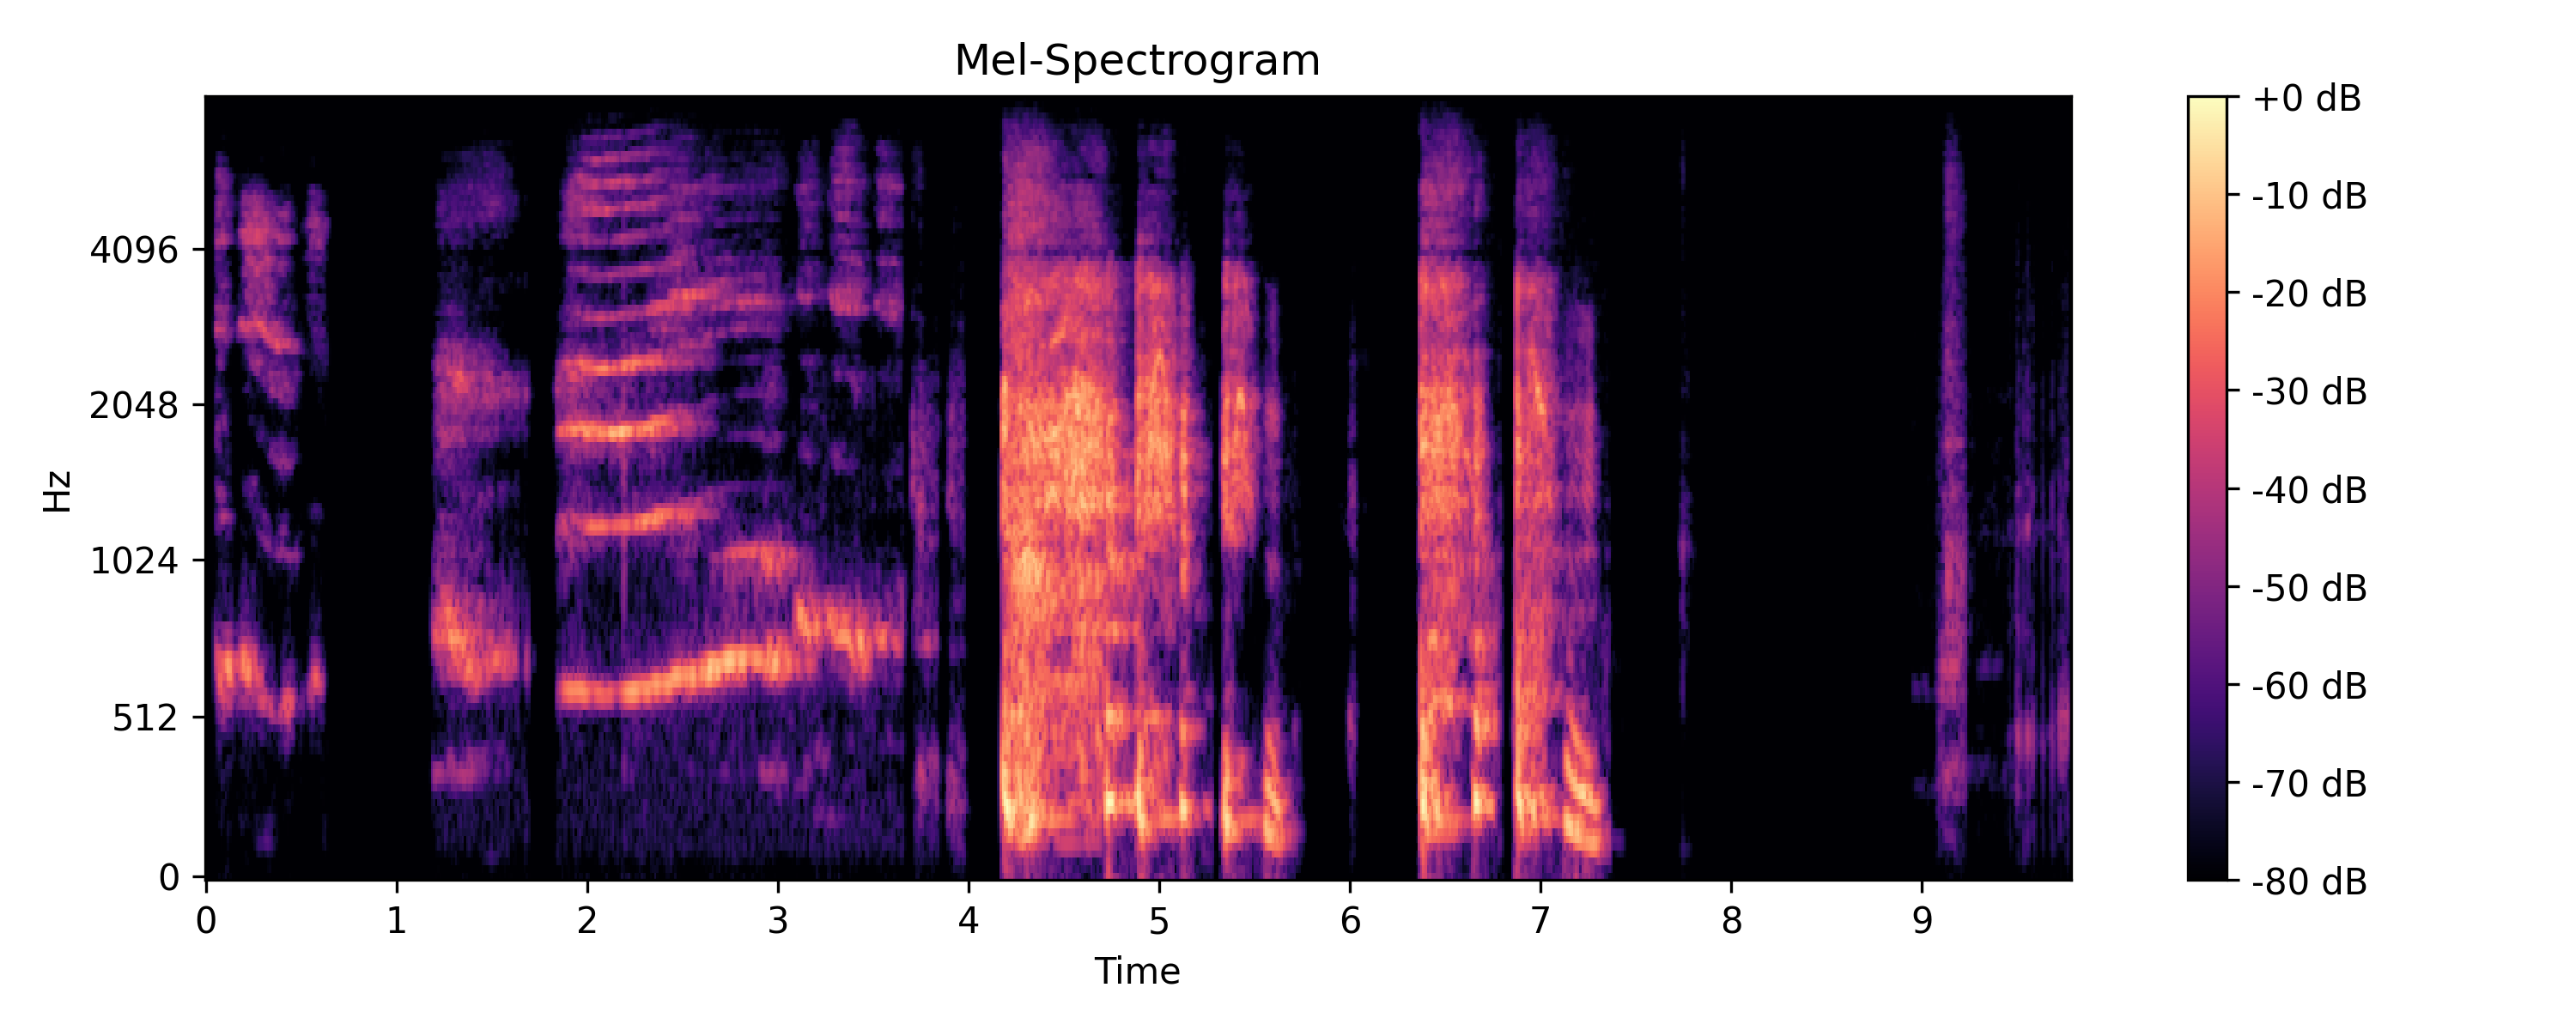 Mel-Spectrogram
+0 dB
-10 dB
-20 dB
-30 dB
-40 dB
-50 dB
-60 dB
-70 dB
-80 dB
4096
2048
1024
512
0
Hz
0 1 2 3 4 5 6 7 8 9
Time